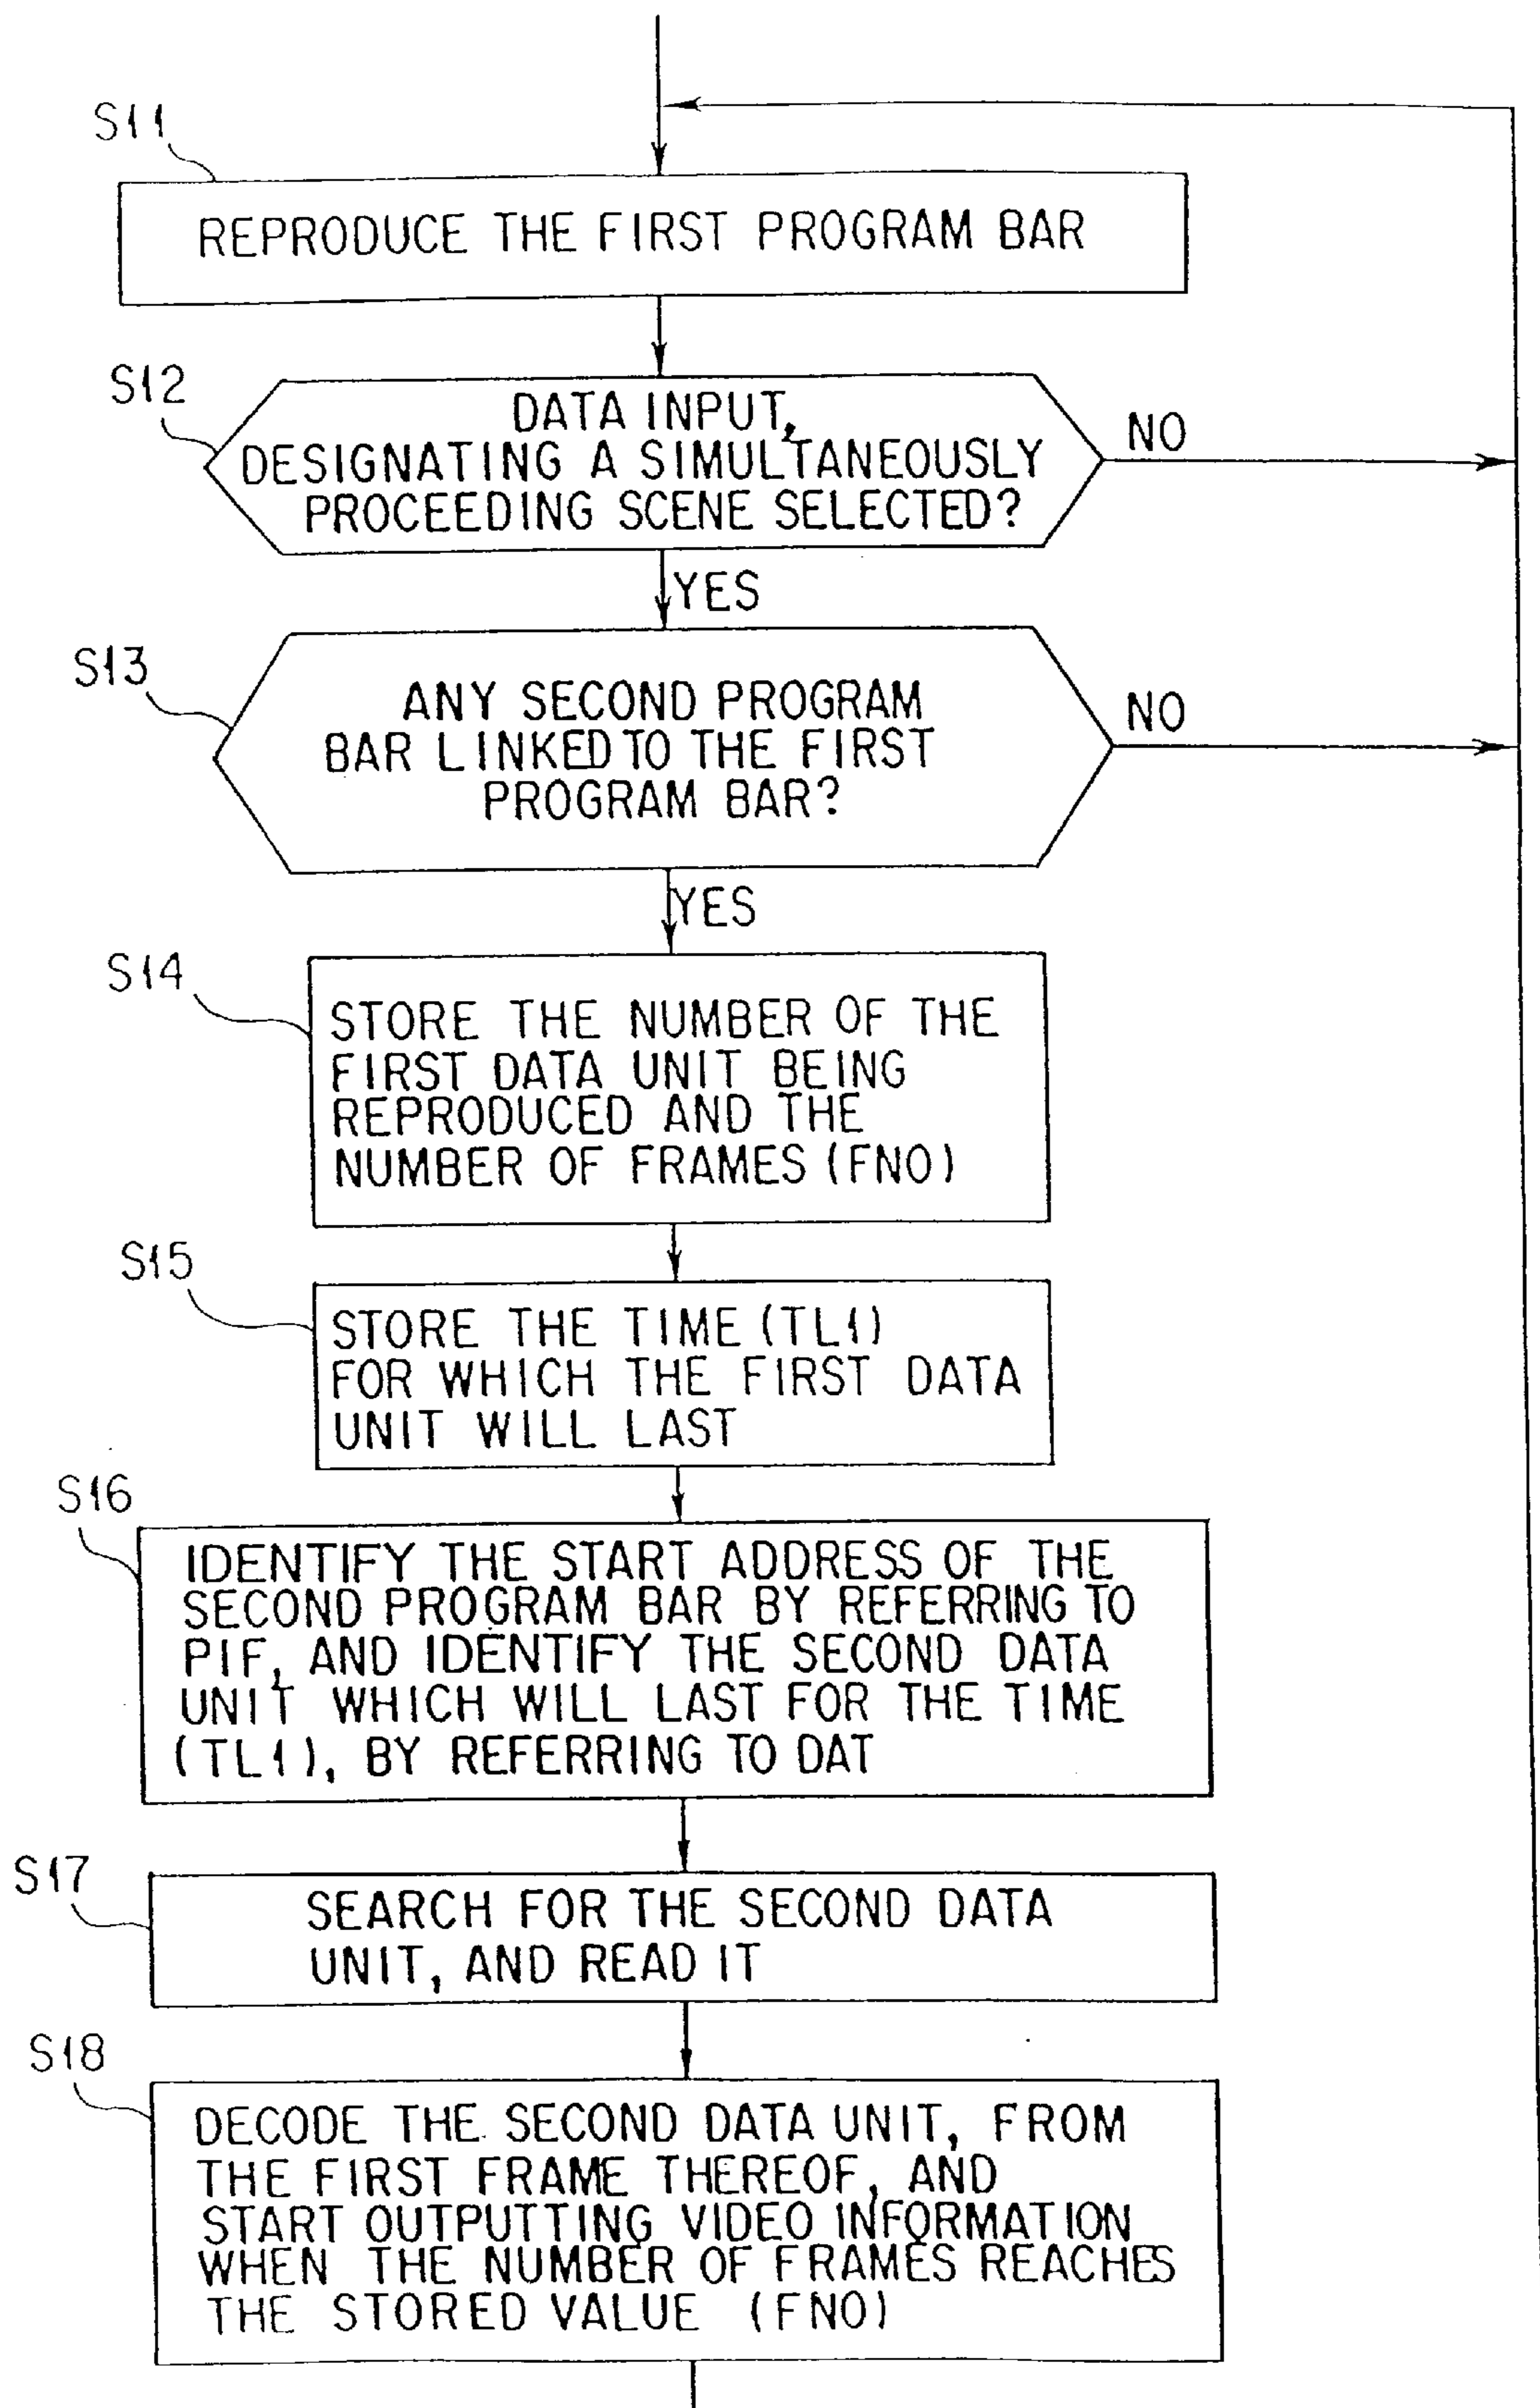 S11
REPRODUCE THE FIRST PROGRAM BAR
S12
DATA INPUT,
DESIGNATING A SIMULTANEOUSLY
PROCEEDING SCENE SELECTED?
NO
YES
S13
ANY SECOND PROGRAM
BAR LINKED TO THE FIRST
PROGRAM BAR?
NO
YES
S14
STORE THE NUMBER OF THE
FIRST DATA UNIT BEING
REPRODUCED AND THE
NUMBER OF FRAMES (FNO)
S15
STORE THE TIME (TL1)
FOR WHICH THE FIRST DATA
UNIT WILL LAST
S16
IDENTIFY THE START ADDRESS OF THE
SECOND PROGRAM BAR BY REFERRING TO
PIF, AND IDENTIFY THE SECOND DATA
UNIT WHICH WILL LAST FOR THE TIME
(TL1), BY REFERRING TO DAT
S17
SEARCH FOR THE SECOND DATA
UNIT, AND READ IT
S18
DECODE THE SECOND DATA UNIT, FROM
THE FIRST FRAME THEREOF, AND
START OUTPUTTING VIDEO INFORMATION
WHEN THE NUMBER OF FRAMES REACHES
THE STORED VALUE (FNO)